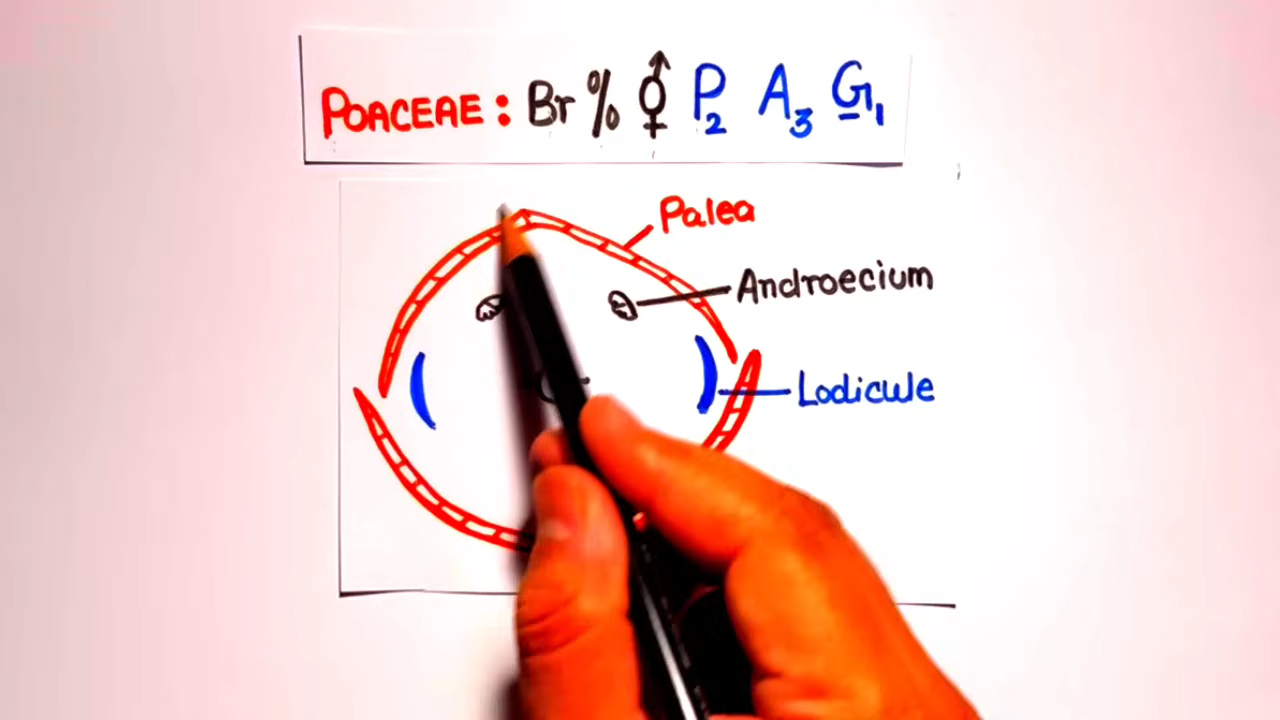 POACEAE : Br % ⚥ P2 A3 G1
Palea
Androecium
Lodicule